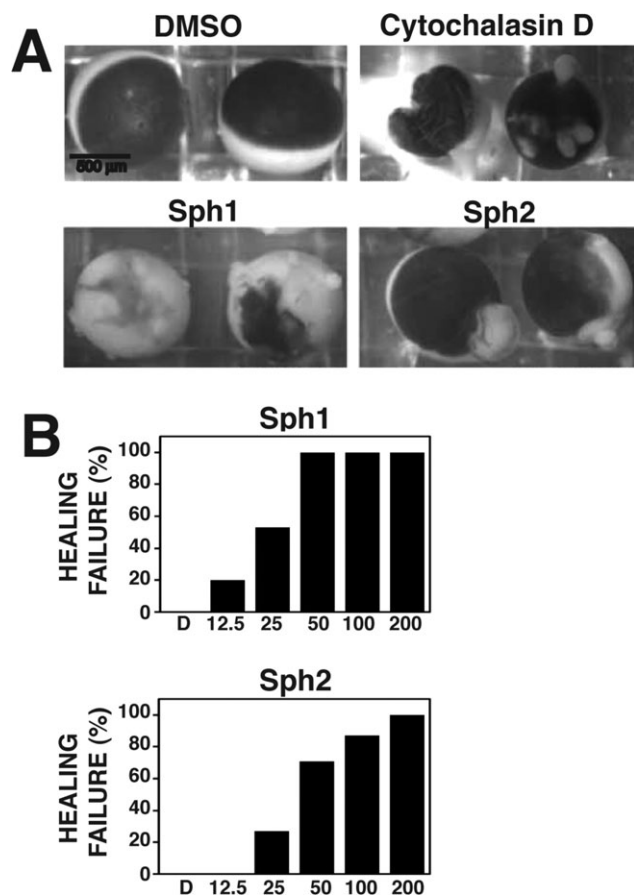 A
DMSO
Cytochalasin D
500 µm
Sph1
Sph2
B
Sph1
HEALING
FAILURE (%)
100
80
60
40
20
0
D 12.5 25 50 100 200
Sph2
HEALING
FAILURE (%)
100
80
60
40
20
0
D 12.5 25 50 100 200